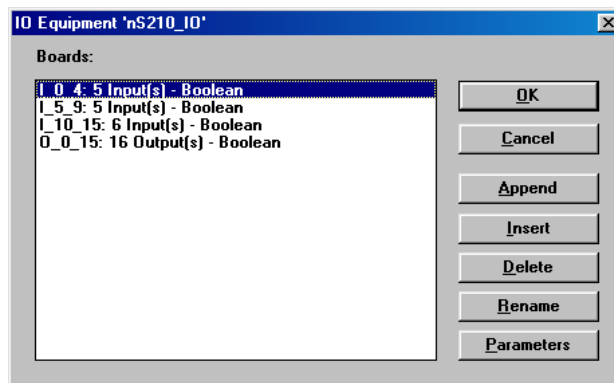 IO Equipment 'nS210_IO'
Boards:
I_0_4: 5 Input(s) - Boolean
I_5_9: 5 Input(s) - Boolean
I_10_15: 6 Input(s) - Boolean
O_0_15: 16 Output(s) - Boolean
OK
Cancel
Append
Insert
Delete
Rename
Parameters